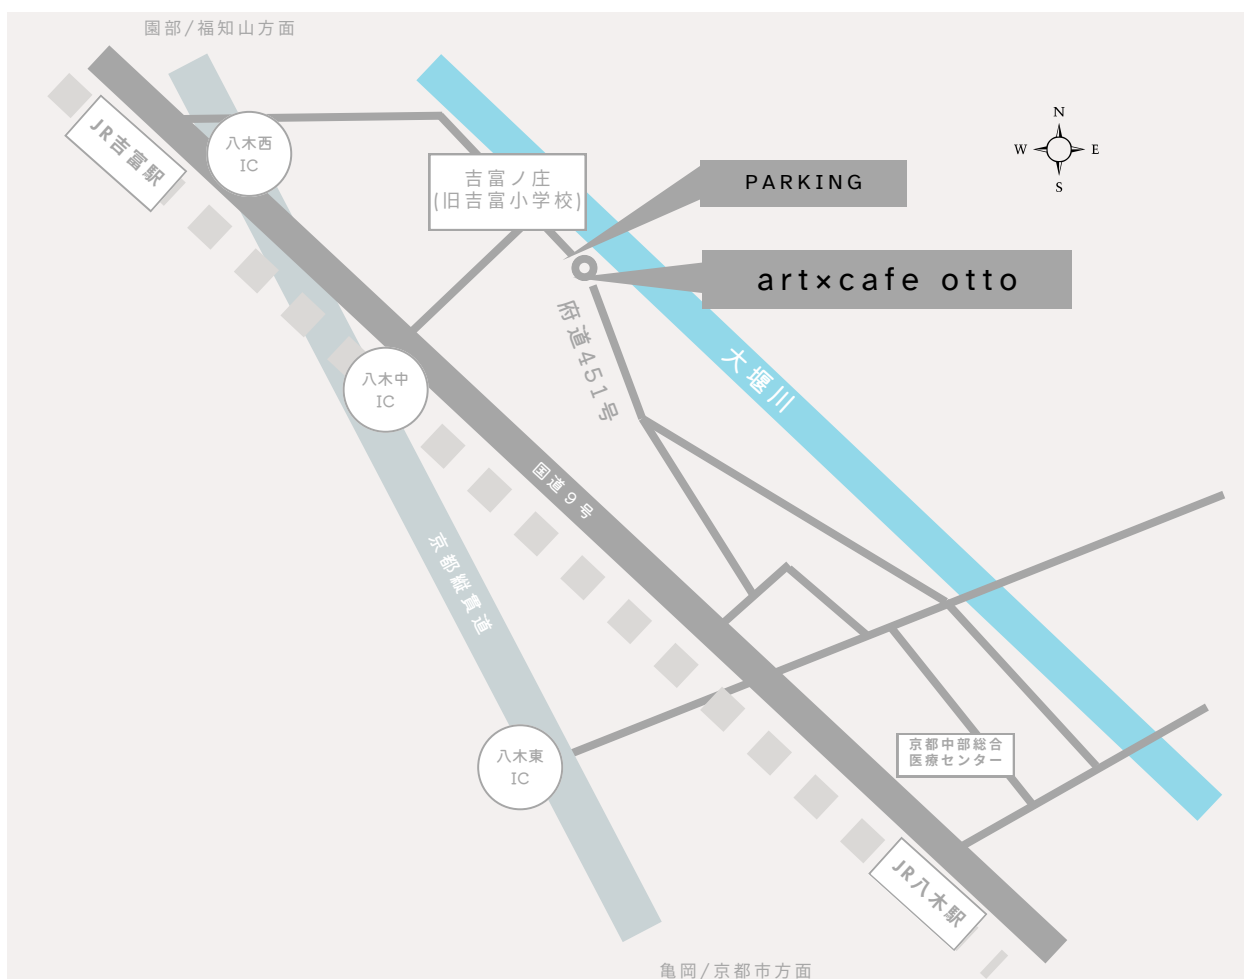 園部/福知山方面
N
W
E
S
JR吉富駅
八木西
IC
吉富ノ庄
(旧吉富小学校)
PARKING
art×cafe otto
府道451号
大堰川
八木中
IC
国道9号
京都縦貫道
八木東
IC
京都中部総合
医療センター
JR八木駅
亀岡/京都市方面